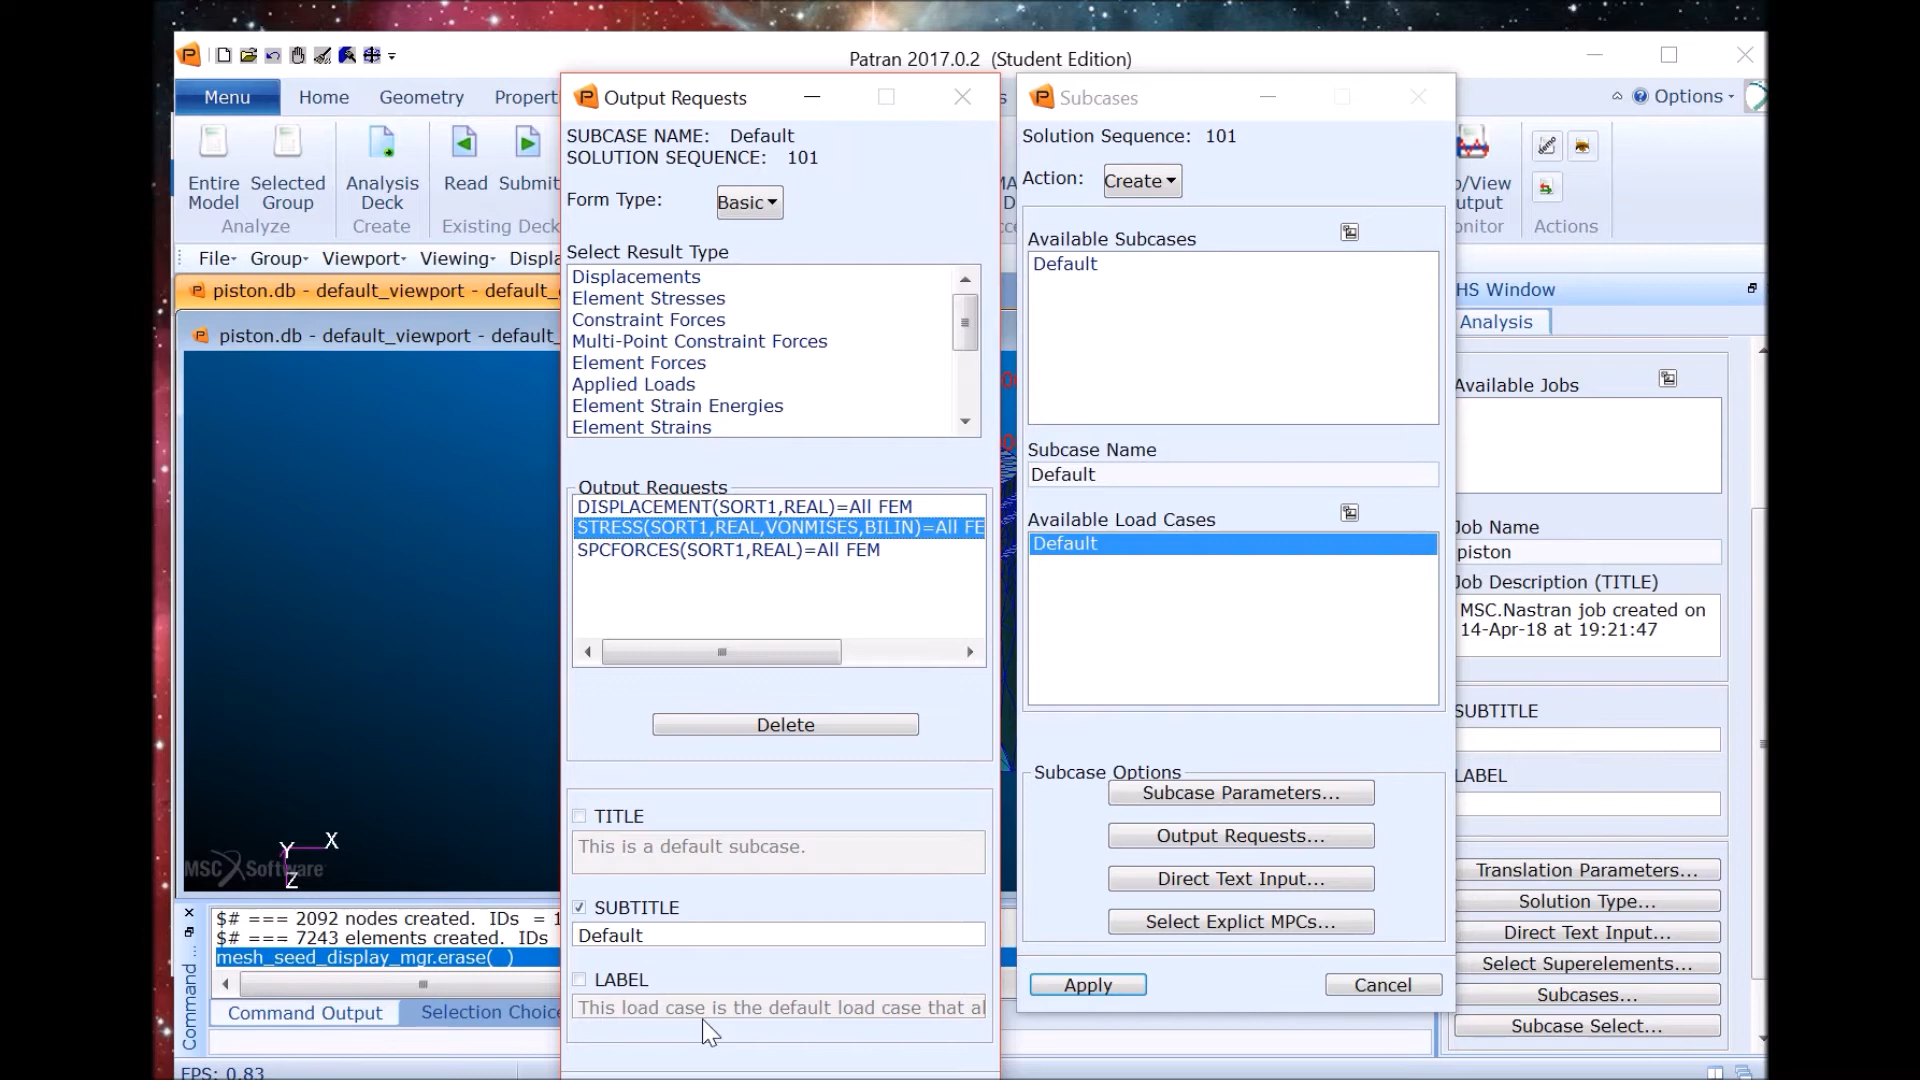 Patran 2017.0.2 (Student Edition)
Menu
Home
Geometry
Propert
Options
Output Requests
Subcases
SUBCASE NAME: Default
SOLUTION SEQUENCE: 101
Form Type:
Basic
Select Result Type
Displacements
Element Stresses
Constraint Forces
Multi-Point Constraint Forces
Element Forces
Applied Loads
Element Strain Energies
Element Strains
Output Requests
DISPLACEMENT(SORT1,REAL)=All FEM
STRESS(SORT1,REAL,VONMISES,BILIN)=All FE
SPCFORCES(SORT1,REAL)=All FEM
Delete
TITLE
This is a default subcase.
SUBTITLE
Default
LABEL
This load case is the default load case that al
Solution Sequence: 101
Action:
Create
Available Subcases
Default
Subcase Name
Default
Available Load Cases
Default
Subcase Options
Subcase Parameters...
Output Requests...
Direct Text Input...
Select Explict MPCs...
Apply
Cancel
Entire
Model
Selected
Group
Analyze
Analysis
Deck
Create
Read
Submit
Existing Deck
/View
utput
onitor
Actions
File
Group
Viewport
Viewing
Displa
piston.db - default_viewport - default_
piston.db - default_viewport - default_
HS Window
Analysis
Available Jobs
Job Name
piston
Job Description (TITLE)
MSC.Nastran job created on
14-Apr-18 at 19:21:47
SUBTITLE
LABEL
Translation Parameters...
Solution Type...
Direct Text Input...
Select Superelements...
Subcases...
Subcase Select...
Y
X
Z
MSC Software
$# === 2092 nodes created. IDs = 1
$# === 7243 elements created. IDs
mesh_seed_display_mgr.erase( )
Command Output
Selection Choice
Command ...
EPS: 0.83